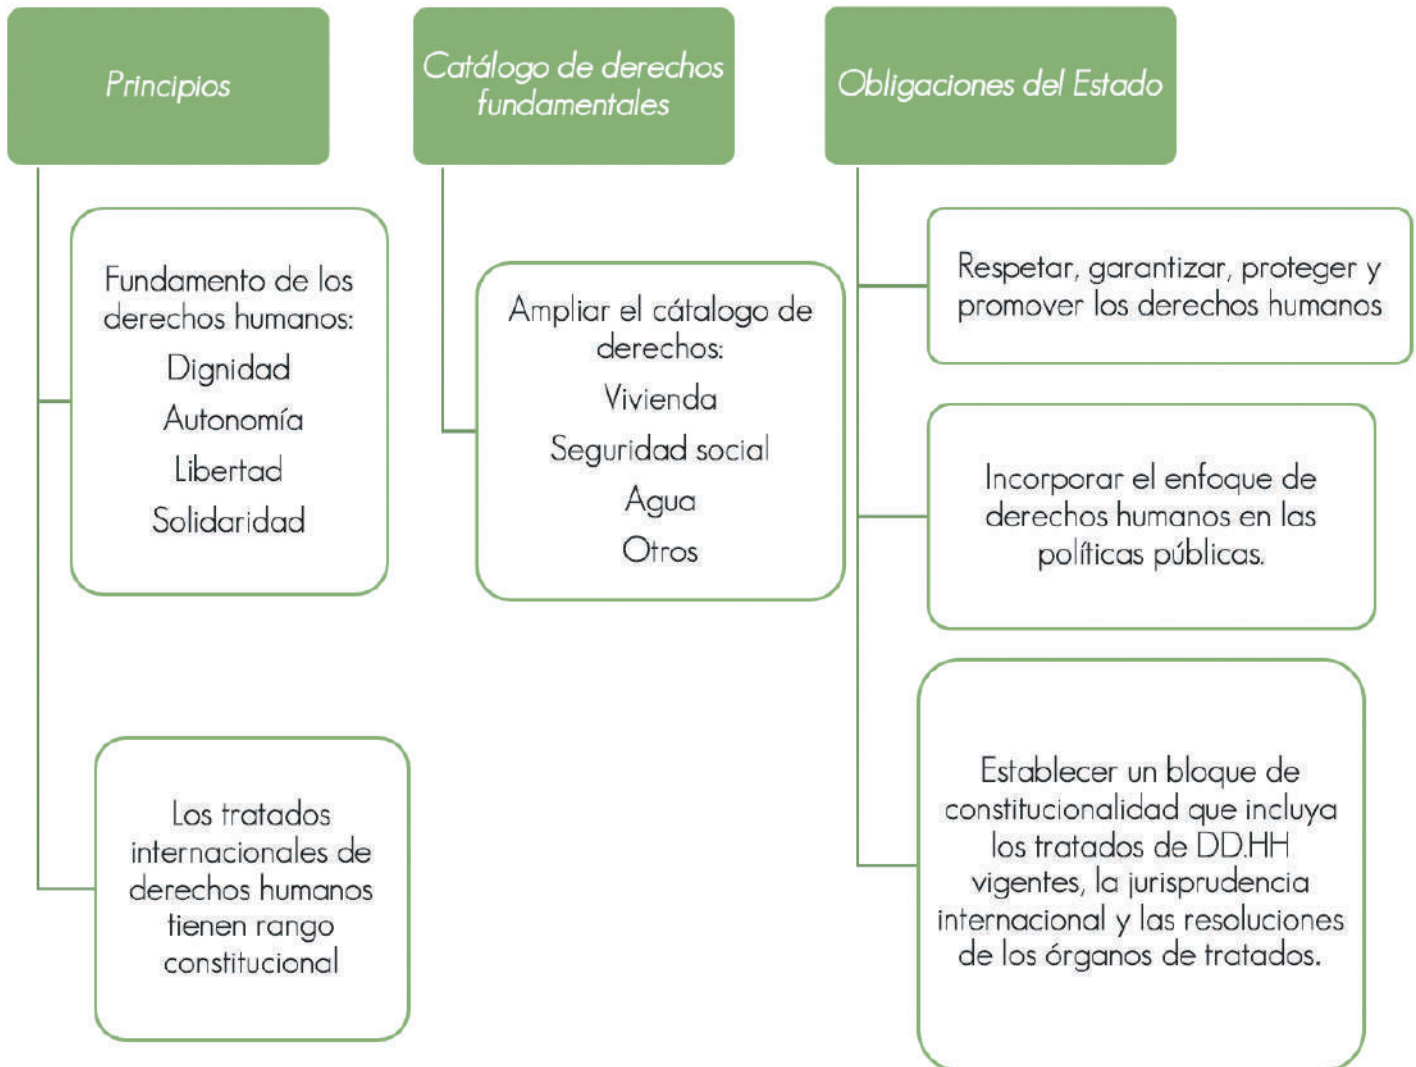 Principios
Fundamento de los
derechos humanos:
Dignidad
Autonomía
Libertad
Solidaridad
Los tratados
internacionales de
derechos humanos
tienen rango
constitucional
Catálogo de derechos
fundamentales
Ampliar el cátalogo de
derechos:
Vivienda
Seguridad social
Agua
Otros
Obligaciones del Estado
Respetar, garantizar, proteger y
promover los derechos humanos
Incorporar el enfoque de
derechos humanos en las
políticas públicas.
Establecer un bloque de
constitucionalidad que incluya
los tratados de DD.HH
vigentes, la jurisprudencia
internacional y las resoluciones
de los órganos de tratados.